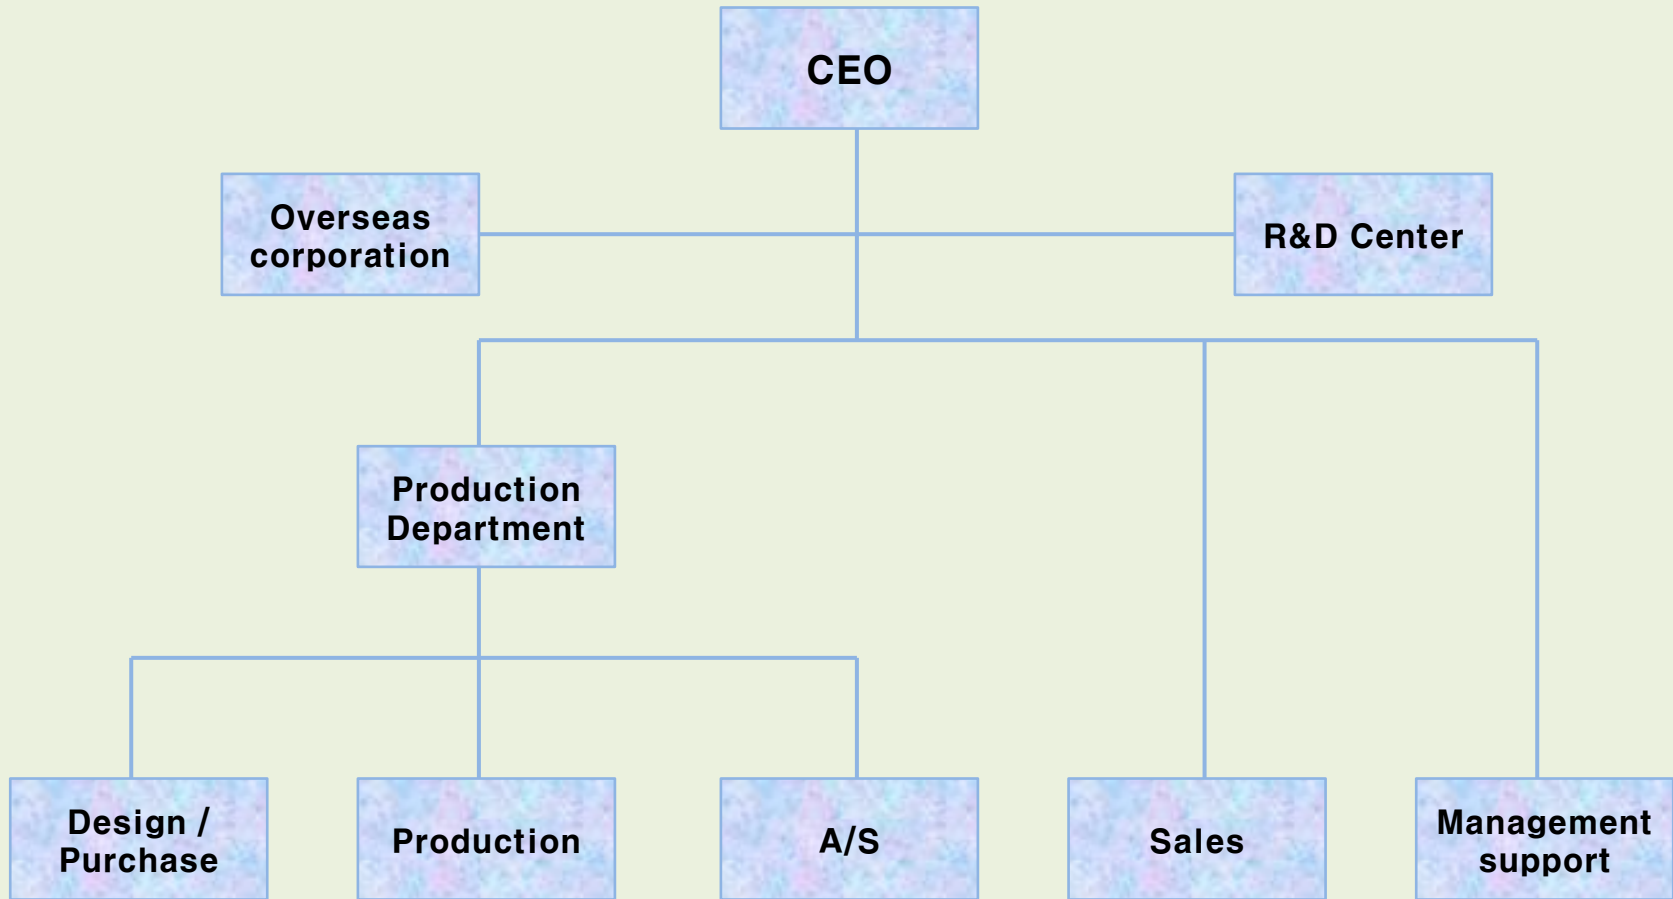 CEO
Overseas
corporation
R&D Center
Production
Department
Design /
Purchase
Production
A/S
Sales
Management
support